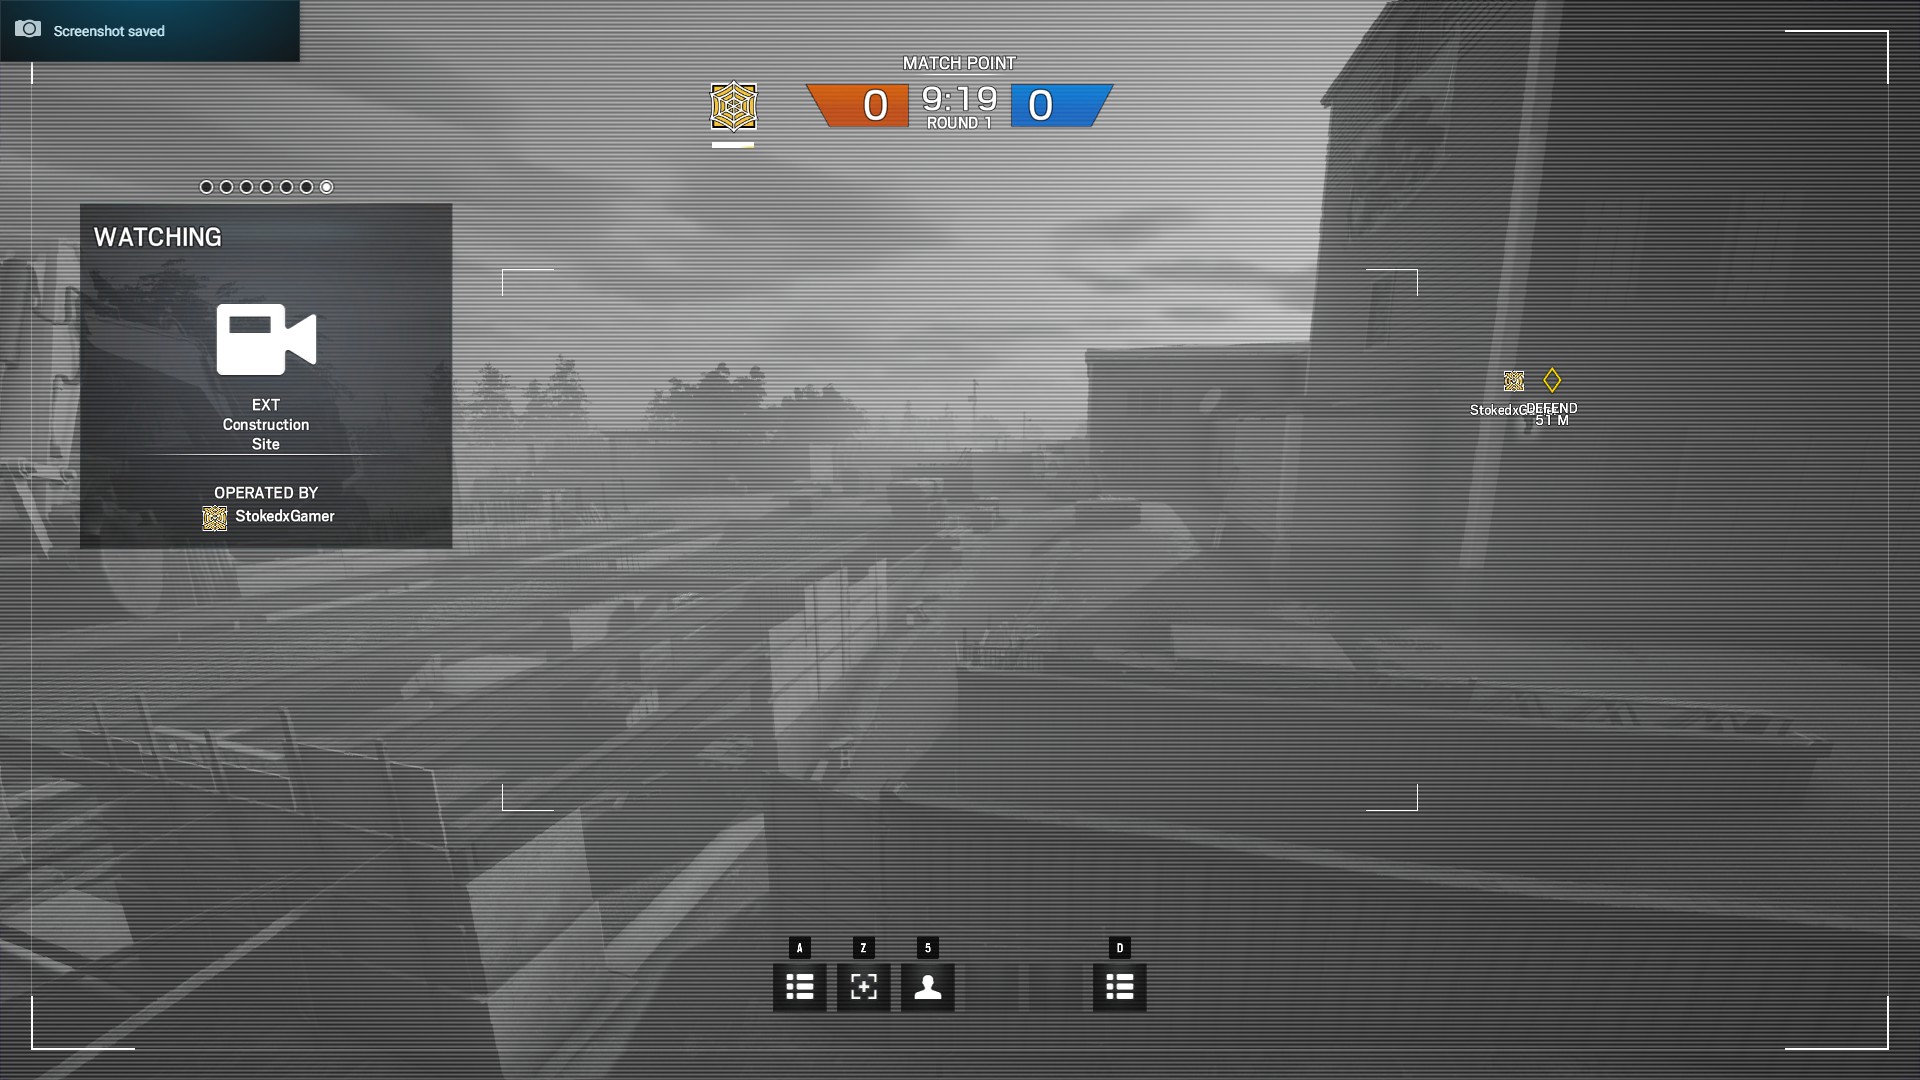 Screenshot saved
MATCH POINT
0
9:19
0
ROUND 1
WATCHING
EXT
Construction
Site
OPERATED BY
StokedxGamer
DEFEND
51 M
A
Z
5
D